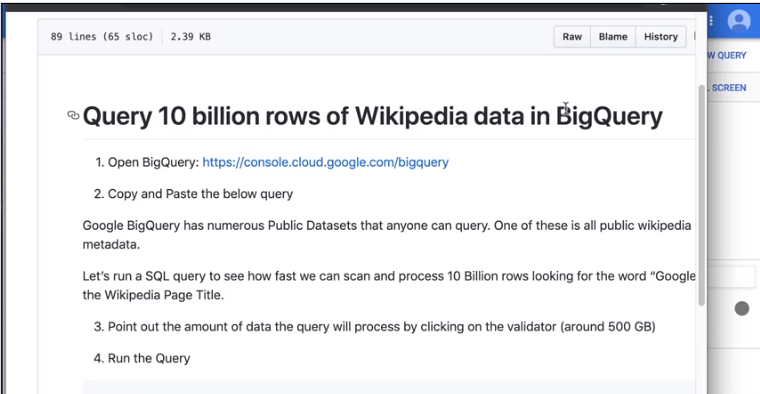 89 lines (65 sloc) 2.39 KB
Raw Blame History
W QUERY
SCREEN
Query 10 billion rows of Wikipedia data in BigQuery
1. Open BigQuery: https://console.cloud.google.com/bigquery
2. Copy and Paste the below query
Google BigQuery has numerous Public Datasets that anyone can query. One of these is all public wikipedia
metadata.
Let’s run a SQL query to see how fast we can scan and process 10 Billion rows looking for the word “Google
the Wikipedia Page Title.
3. Point out the amount of data the query will process by clicking on the validator (around 500 GB)
4. Run the Query